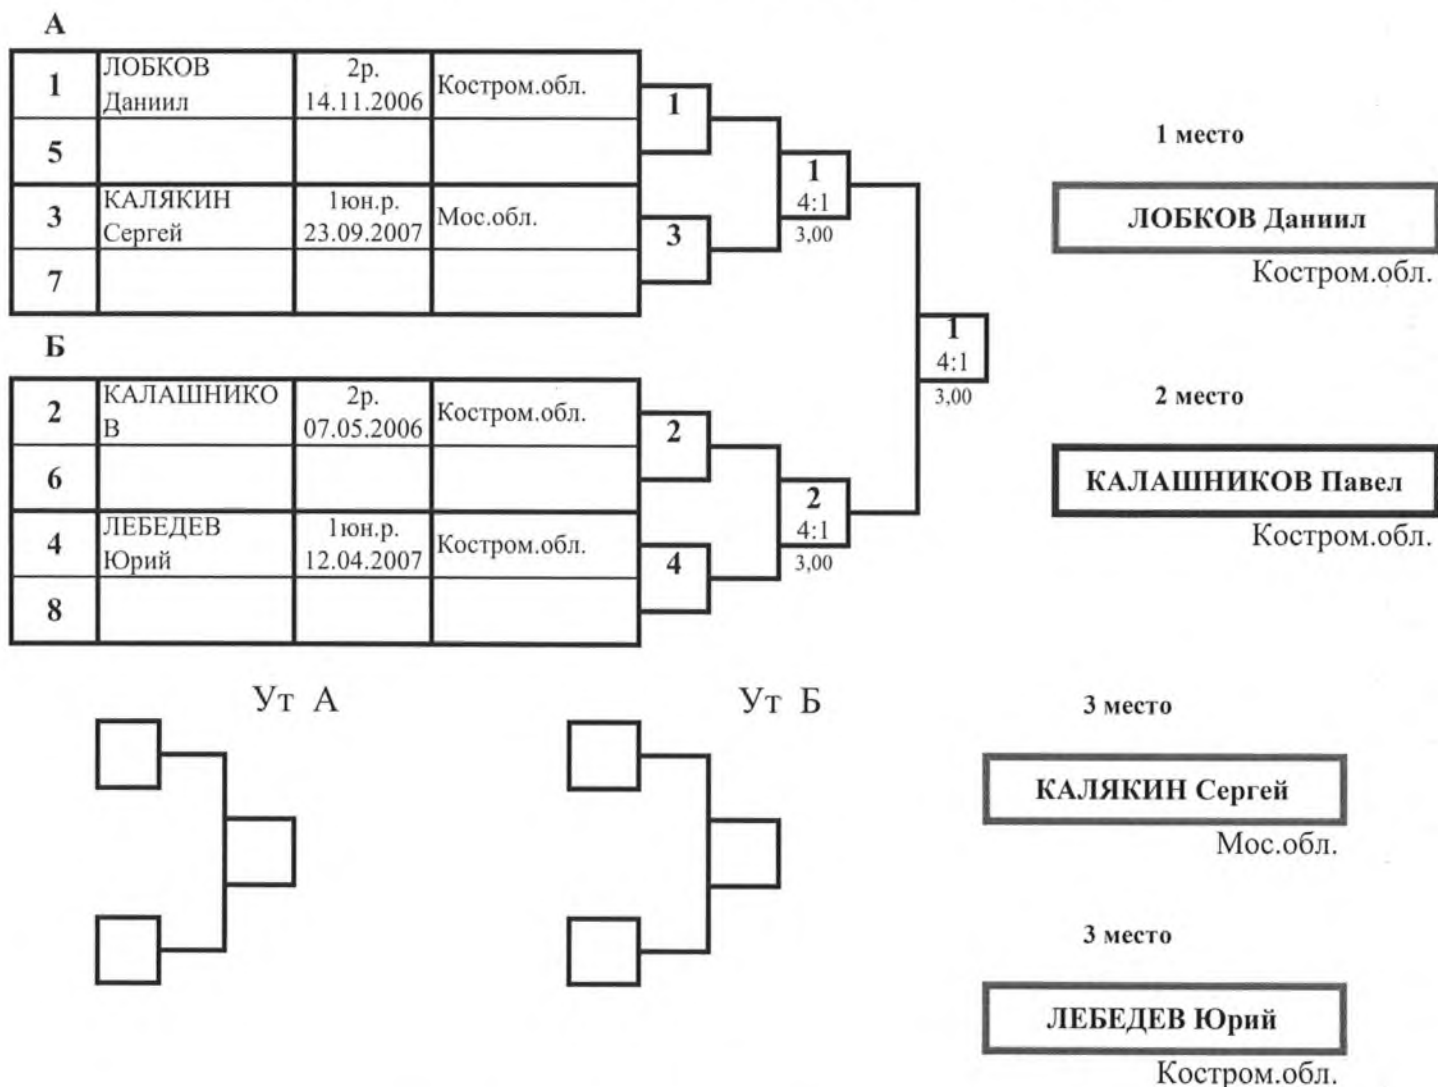 А
1 ЛОБКОВ Даниил 2р. 14.11.2006 Костром.обл.
5
3 КАЛЯКИН Сергей 1юн.р. 23.09.2007 Мос.обл.
7
1
3
1
4:1
3,00
Б
2 КАЛАШНИКО В 2р. 07.05.2006 Костром.обл.
6
4 ЛЕБЕДЕВ Юрий 1юн.р. 12.04.2007 Костром.обл.
8
2
4
2
4:1
3,00
1
4:1
3,00
1 место
ЛОБКОВ Даниил
Костром.обл.
2 место
КАЛАШНИКОВ Павел
Костром.обл.
Ут А
Ут Б
3 место
КАЛЯКИН Сергей
Мос.обл.
3 место
ЛЕБЕДЕВ Юрий
Костром.обл.